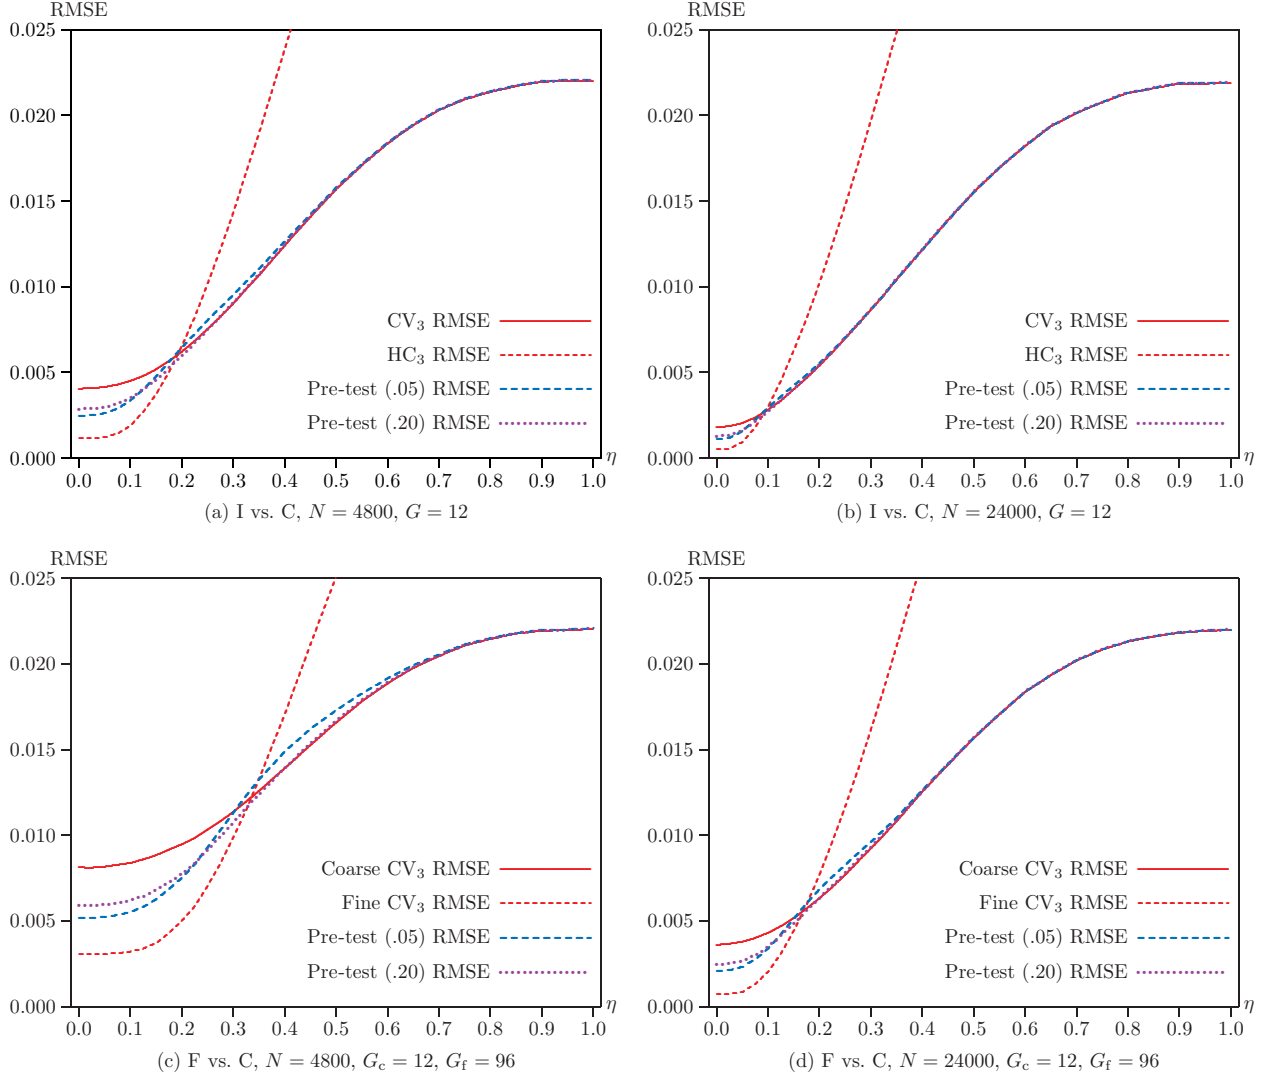 RMSE
0.025
0.020
0.015
0.010
0.005
0.000
CV₃ RMSE
HC₃ RMSE
Pre-test (.05) RMSE
Pre-test (.20) RMSE
η
0.0 0.1 0.2 0.3 0.4 0.5 0.6 0.7 0.8 0.9 1.0
(a) I vs. C, N = 4800, G = 12
RMSE
0.025
0.020
0.015
0.010
0.005
0.000
CV₃ RMSE
HC₃ RMSE
Pre-test (.05) RMSE
Pre-test (.20) RMSE
η
0.0 0.1 0.2 0.3 0.4 0.5 0.6 0.7 0.8 0.9 1.0
(b) I vs. C, N = 24000, G = 12
RMSE
0.025
0.020
0.015
0.010
0.005
0.000
Coarse CV₃ RMSE
Fine CV₃ RMSE
Pre-test (.05) RMSE
Pre-test (.20) RMSE
η
0.0 0.1 0.2 0.3 0.4 0.5 0.6 0.7 0.8 0.9 1.0
(c) F vs. C, N = 4800, G_c = 12, G_f = 96
RMSE
0.025
0.020
0.015
0.010
0.005
0.000
Coarse CV₃ RMSE
Fine CV₃ RMSE
Pre-test (.05) RMSE
Pre-test (.20) RMSE
η
0.0 0.1 0.2 0.3 0.4 0.5 0.6 0.7 0.8 0.9 1.0
(d) F vs. C, N = 24000, G_c = 12, G_f = 96